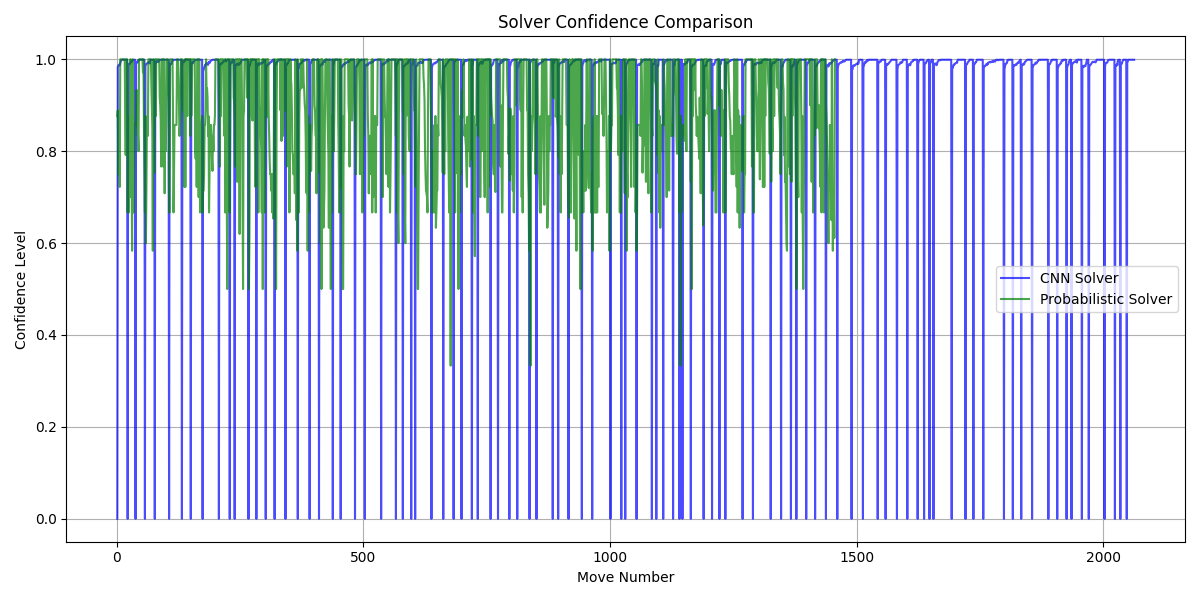 Solver Confidence Comparison
1.0
0.8
0.6
0.4
0.2
0.0
Confidence Level
CNN Solver
Probabilistic Solver
0 500 1000 1500 2000
Move Number